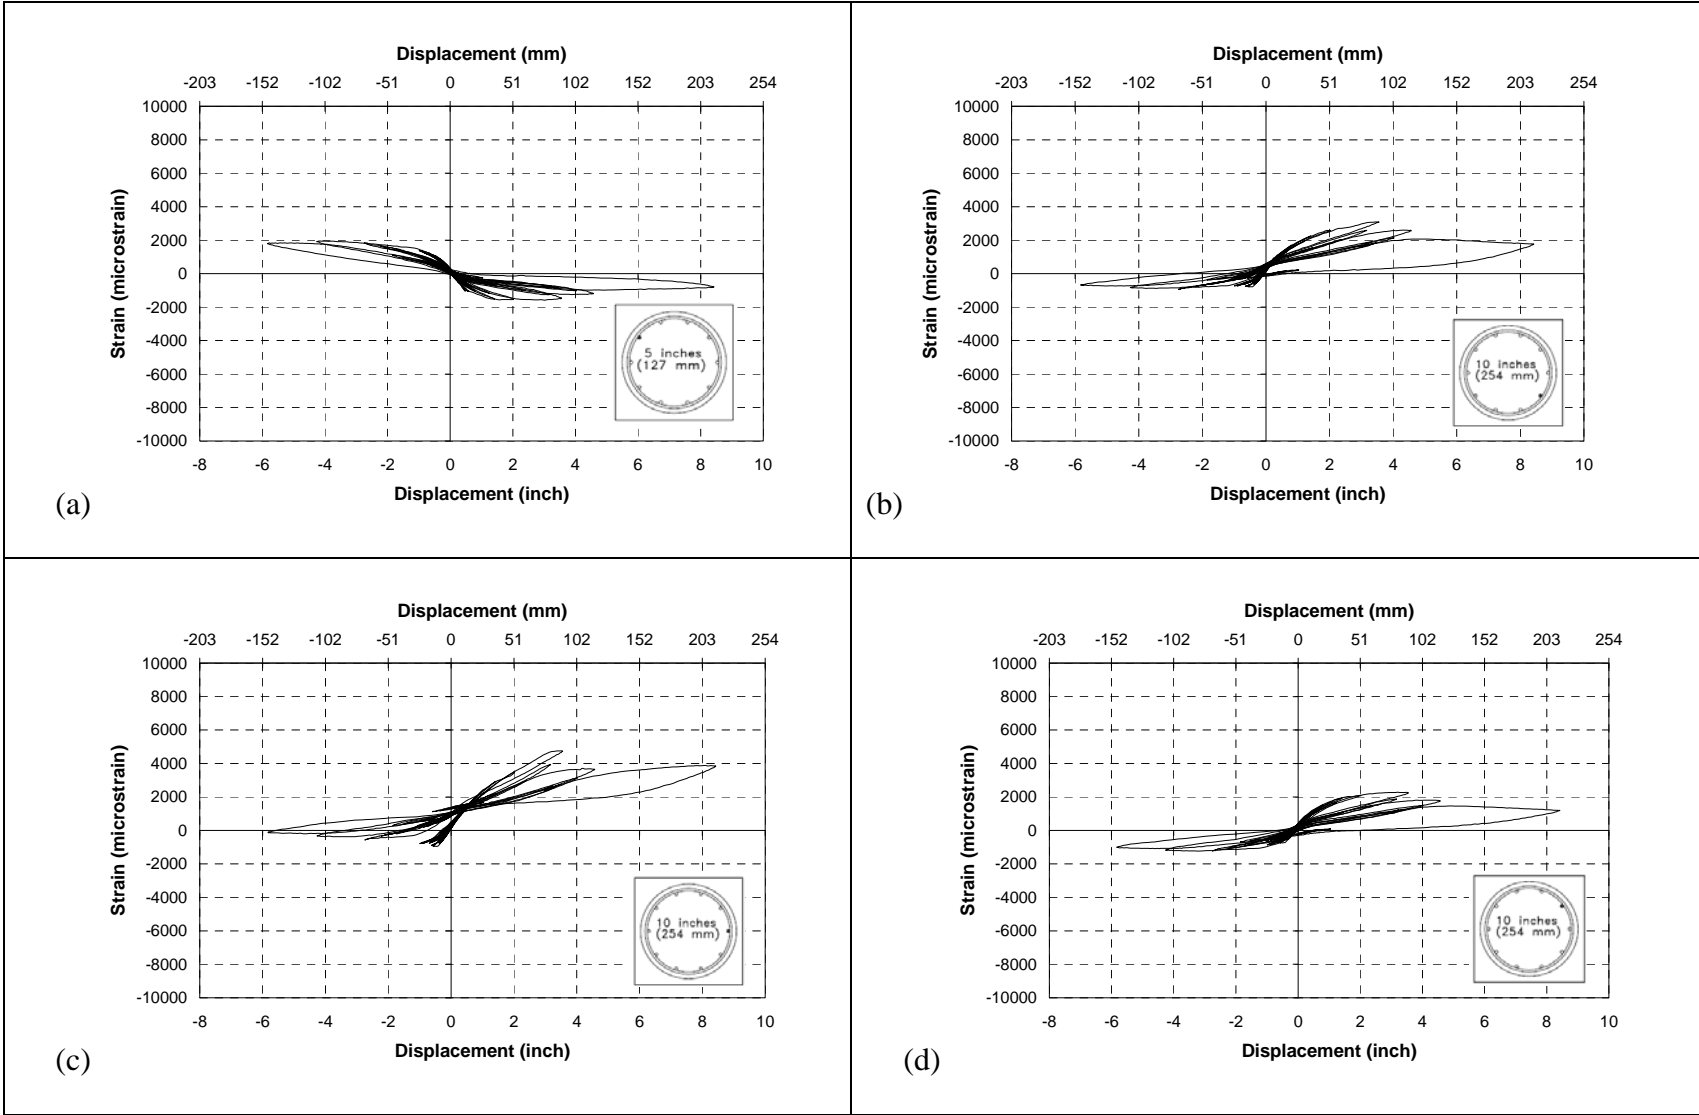 Displacement (mm)
-203 -152 -102 -51 0 51 102 152 203 254
10000
8000
6000
4000
2000
0
-2000
-4000
-6000
-8000
-10000
Strain (microstrain)
5 inches
(127 mm)
-8 -6 -4 -2 0 2 4 6 8 10
Displacement (inch)
(a)
Displacement (mm)
-203 -152 -102 -51 0 51 102 152 203 254
10000
8000
6000
4000
2000
0
-2000
-4000
-6000
-8000
-10000
Strain (microstrain)
10 inches
(254 mm)
-8 -6 -4 -2 0 2 4 6 8 10
Displacement (inch)
(b)
Displacement (mm)
-203 -152 -102 -51 0 51 102 152 203 254
10000
8000
6000
4000
2000
0
-2000
-4000
-6000
-8000
-10000
Strain (microstrain)
10 inches
(254 mm)
-8 -6 -4 -2 0 2 4 6 8 10
Displacement (inch)
(c)
Displacement (mm)
-203 -152 -102 -51 0 51 102 152 203 254
10000
8000
6000
4000
2000
0
-2000
-4000
-6000
-8000
-10000
Strain (microstrain)
10 inches
(254 mm)
-8 -6 -4 -2 0 2 4 6 8 10
Displacement (inch)
(d)